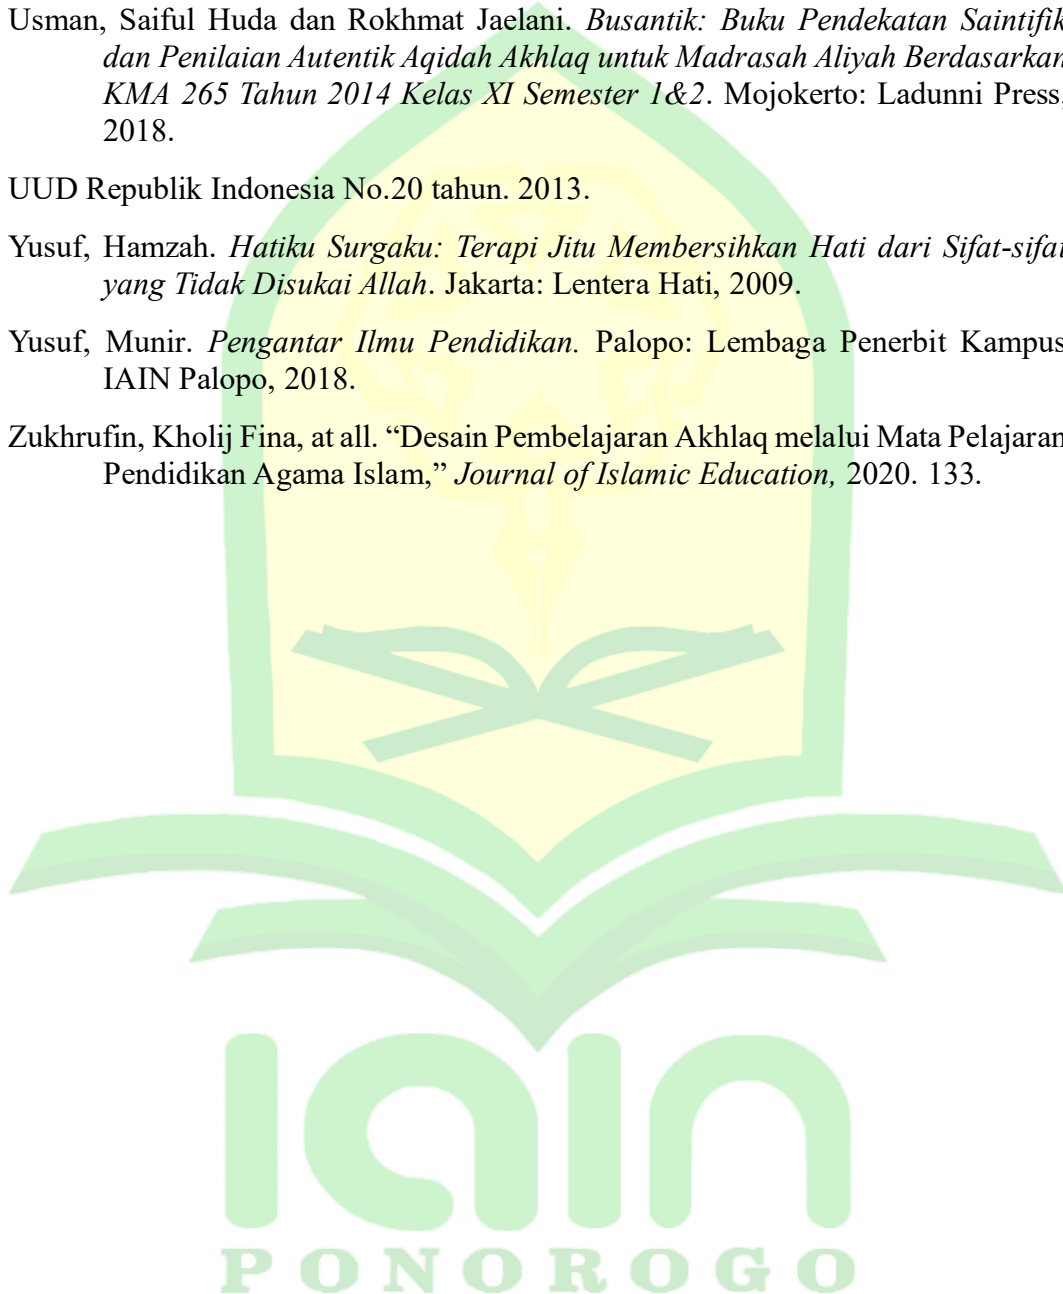 Usman, Saiful Huda dan Rokhmat Jaelani. Busantik: Buku Pendekatan Saintifik
dan Penilaian Autentik Aqidah Akhlaq untuk Madrasah Aliyah Berdasarkan
KMA 265 Tahun 2014 Kelas XI Semester 1&2. Mojokerto: Ladunni Press,
2018.
UUD Republik Indonesia No.20 tahun. 2013.
Yusuf, Hamzah. Hatiku Surgaku: Terapi Jitu Membersihkan Hati dari Sifat-sifat
yang Tidak Disukai Allah. Jakarta: Lentera Hati, 2009.
Yusuf, Munir. Pengantar Ilmu Pendidikan. Palopo: Lembaga Penerbit Kampus
IAIN Palopo, 2018.
Zukhrufin, Kholij Fina, at all. “Desain Pembelajaran Akhlaq melalui Mata Pelajaran
Pendidikan Agama Islam,” Journal of Islamic Education, 2020. 133.
iain
PONOROGO